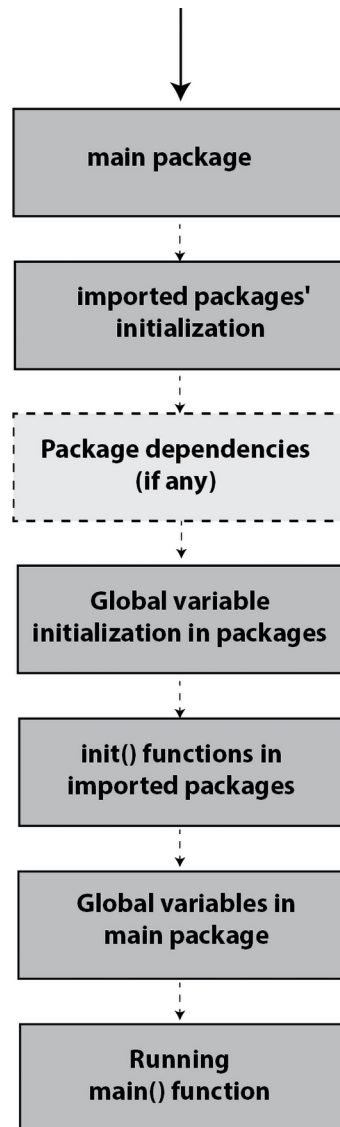 main package
imported packages'
initialization
Package dependencies
(if any)
Global variable
initialization in packages
init() functions in
imported packages
Global variables in
main package
Running
main() function